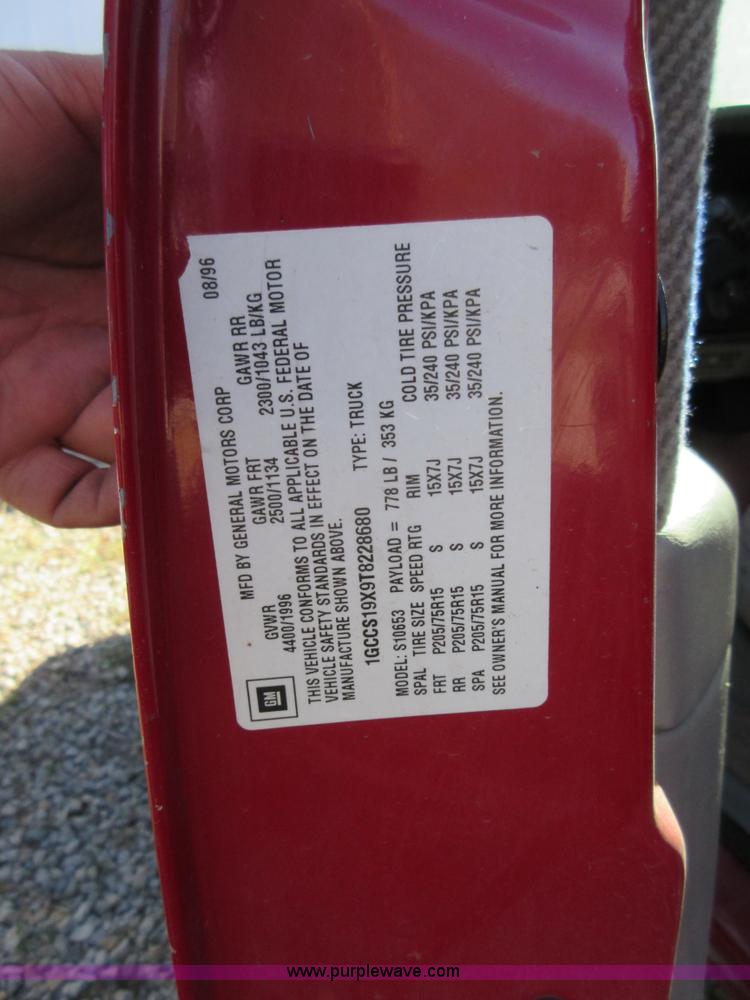 MFD BY GENERAL MOTORS CORP 08/96
GVWR GAWR FRT GAWR RR
4400/1996 2500/1134 2300/1043 LB/KG
THIS VEHICLE CONFORMS TO ALL APPLICABLE U.S. FEDERAL MOTOR
VEHICLE SAFETY STANDARDS IN EFFECT ON THE DATE OF
MANUFACTURE SHOWN ABOVE.
1GCCS19X9T8228680 TYPE: TRUCK
MODEL: S10653 PAYLOAD = 778 LB / 353 KG
SPAL TIRE SIZE SPEED RTG RIM COLD TIRE PRESSURE
FRT P205/75R15 S 15X7J 35/240 PSI/KPA
RR P205/75R15 S 15X7J 35/240 PSI/KPA
SPA P205/75R15 S 15X7J 35/240 PSI/KPA
SEE OWNER'S MANUAL FOR MORE INFORMATION.
GM
www.purplewave.com